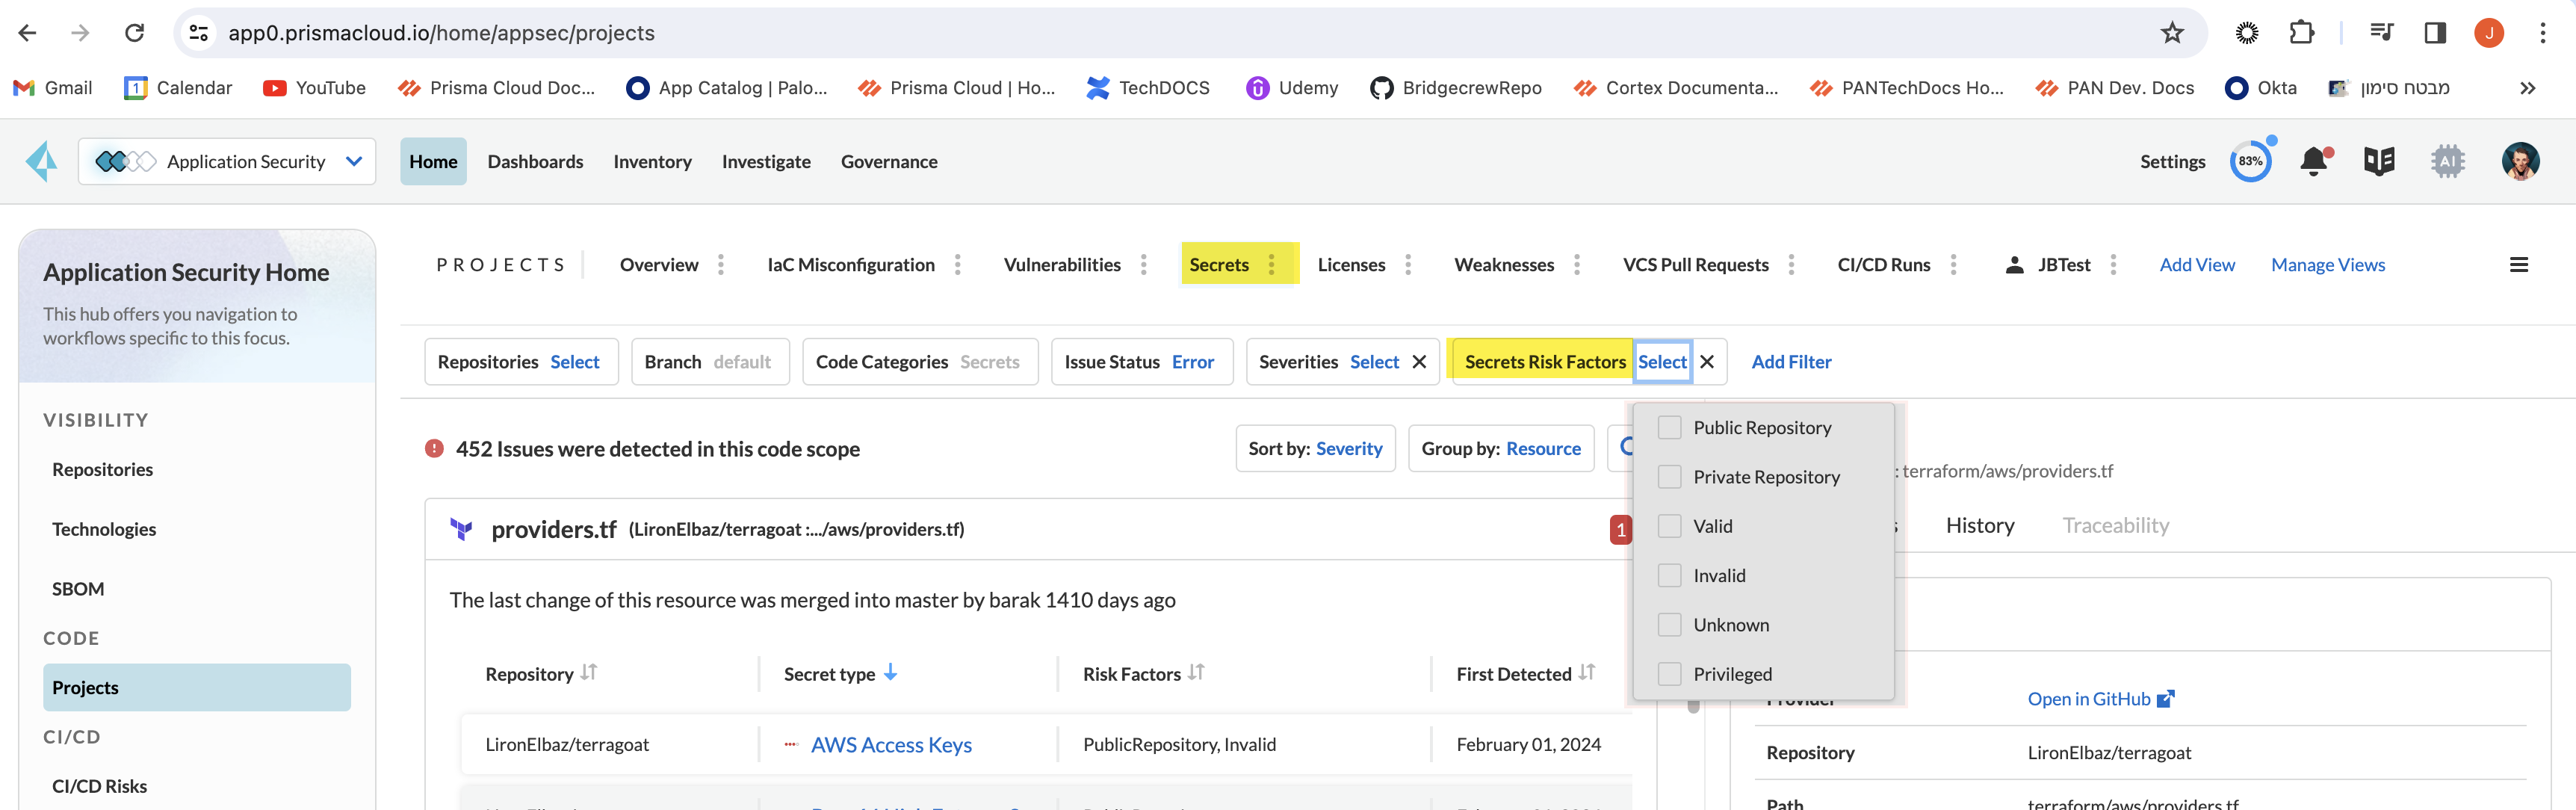 app0.prismacloud.io/home/appsec/projects
J
Gmail
1 Calendar
YouTube
Prisma Cloud Doc...
App Catalog | Palo...
Prisma Cloud | Ho...
TechDOCS
Udemy
BridgecrewRepo
Cortex Documenta...
PANTechDocs Ho...
PAN Dev. Docs
Okta
מבטח סימון
Application Security
Home
Dashboards
Inventory
Investigate
Governance
Settings
83%
AI
Application Security Home
This hub offers you navigation to
workflows specific to this focus.
VISIBILITY
Repositories
Technologies
SBOM
CODE
Projects
CI/CD
CI/CD Risks
PROJECTS
Overview
IaC Misconfiguration
Vulnerabilities
Secrets
Licenses
Weaknesses
VCS Pull Requests
CI/CD Runs
JBTest
Add View
Manage Views
Repositories Select
Branch default
Code Categories Secrets
Issue Status Error
Severities Select
Secrets Risk Factors Select
Add Filter
452 Issues were detected in this code scope
Sort by: Severity
Group by: Resource
Public Repository
Private Repository
Valid
Invalid
Unknown
Privileged
providers.tf (LironElbaz/terragoat :.../aws/providers.tf)
1
The last change of this resource was merged into master by barak 1410 days ago
Repository
Secret type
Risk Factors
First Detected
LironElbaz/terragoat
AWS Access Keys
PublicRepository, Invalid
February 01, 2024
: terraform/aws/providers.tf
History
Traceability
Provider
Open in GitHub
Repository
LironElbaz/terragoat
Path
terraform/aws/providers.tf